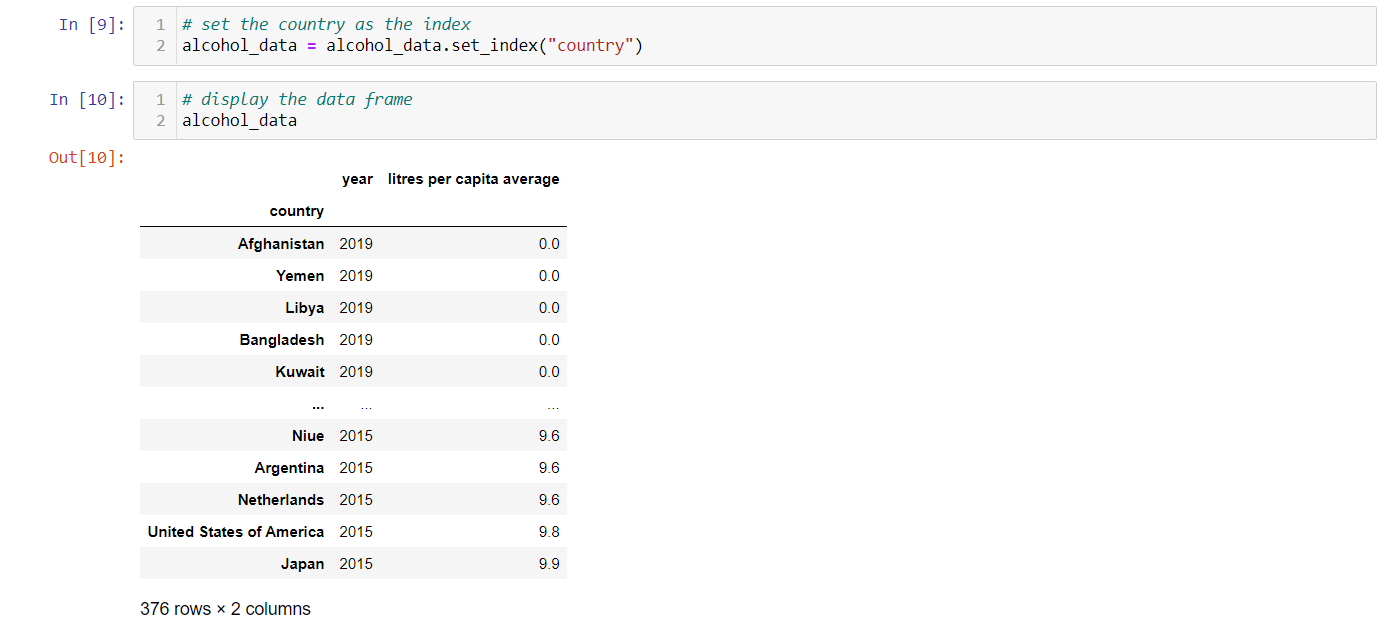 In [9]: 1 # set the country as the index
2 alcohol_data = alcohol_data.set_index("country")
In [10]: 1 # display the data frame
2 alcohol_data
Out[10]:
year litres per capita average
country
Afghanistan 2019 0.0
Yemen 2019 0.0
Libya 2019 0.0
Bangladesh 2019 0.0
Kuwait 2019 0.0
... ... ...
Niue 2015 9.6
Argentina 2015 9.6
Netherlands 2015 9.6
United States of America 2015 9.8
Japan 2015 9.9
376 rows × 2 columns